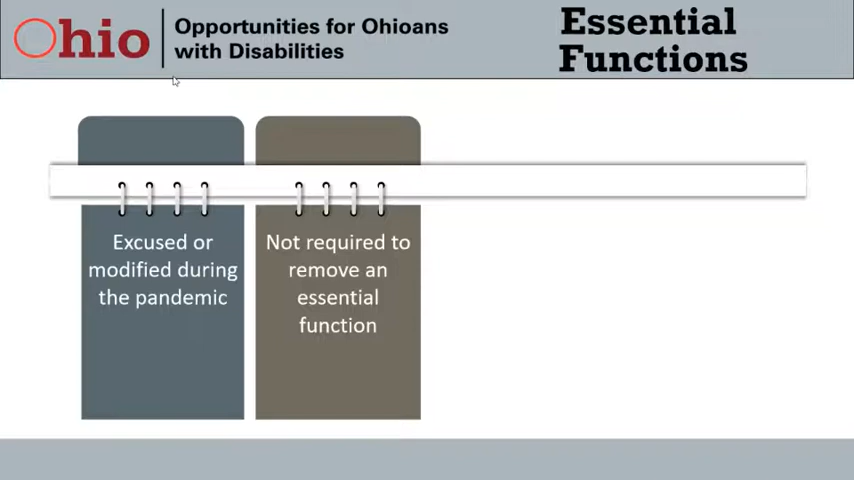 Ohio
Opportunities for Ohioans
with Disabilities
Essential
Functions
Excused or
modified during
the pandemic
Not required to
remove an
essential
function